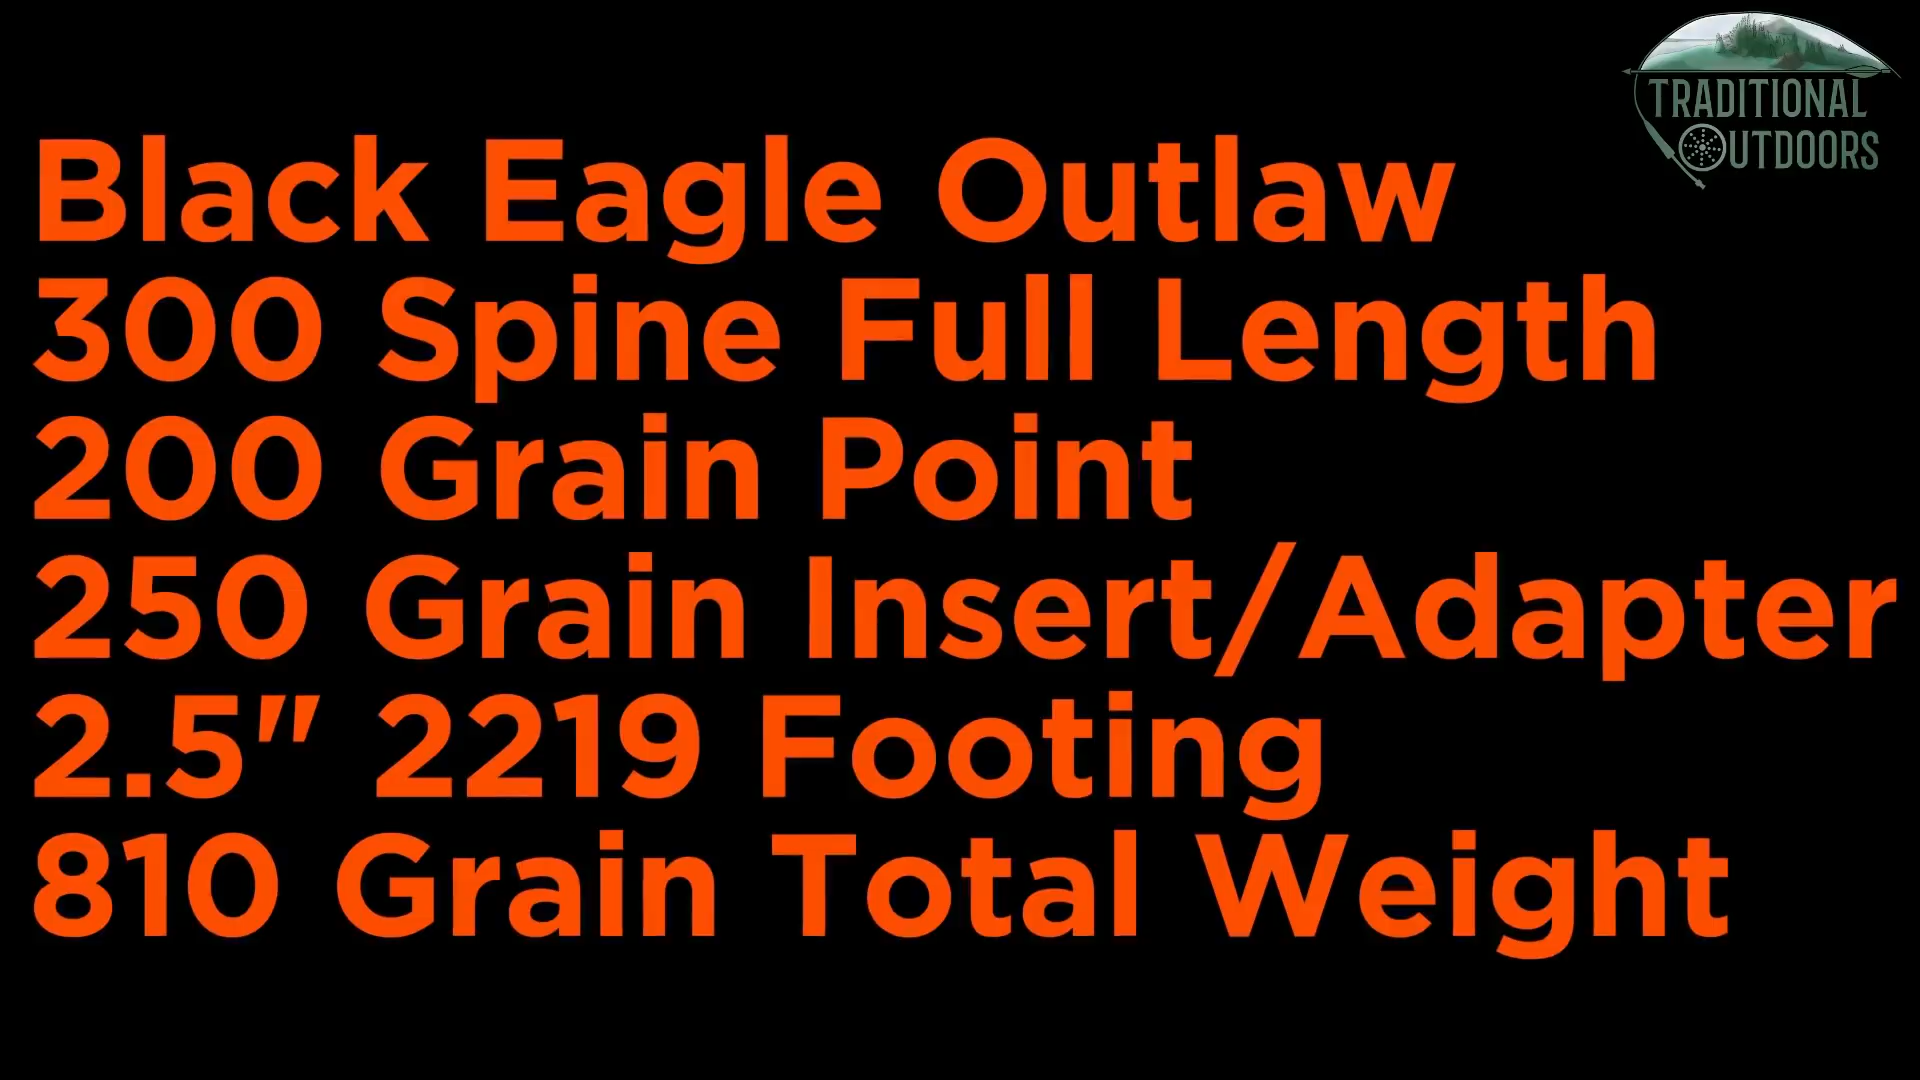 TRADITIONAL
OUTDOORS
Black Eagle Outlaw
300 Spine Full Length
200 Grain Point
250 Grain Insert/Adapter
2.5" 2219 Footing
810 Grain Total Weight